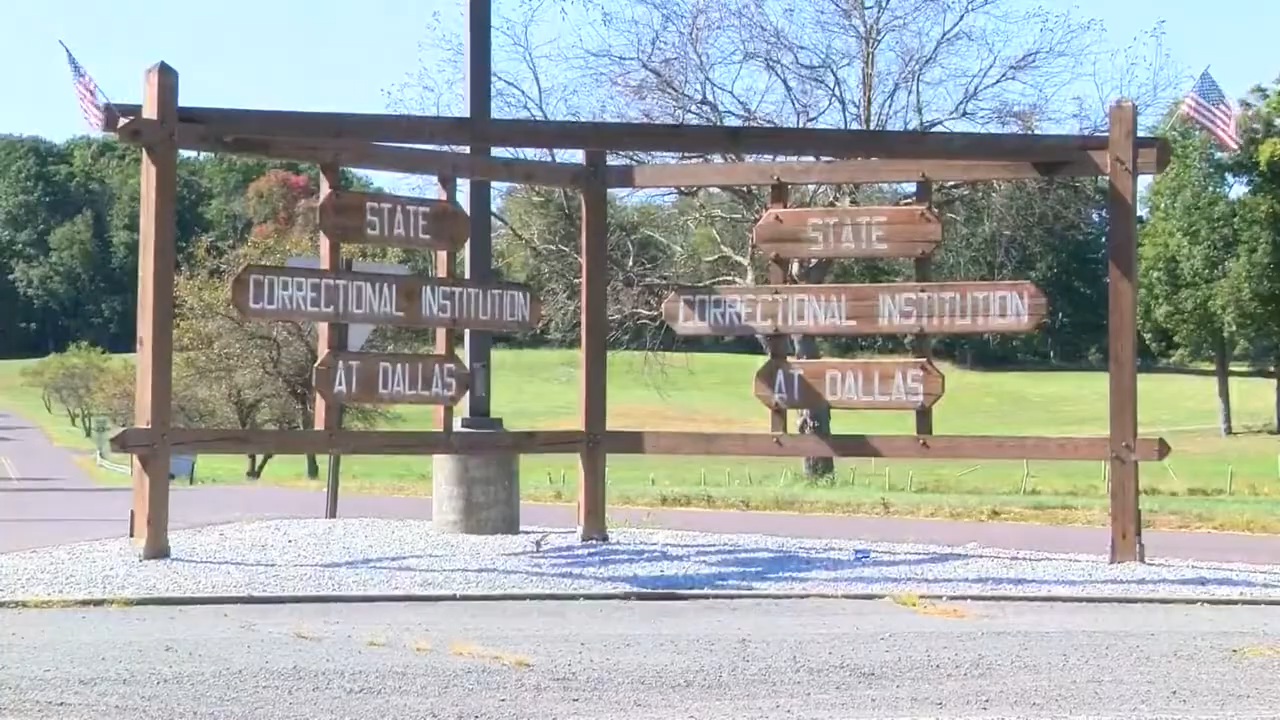 STATE
CORRECTIONAL INSTITUTION
AT DALLAS
STATE
CORRECTIONAL INSTITUTION
AT DALLAS